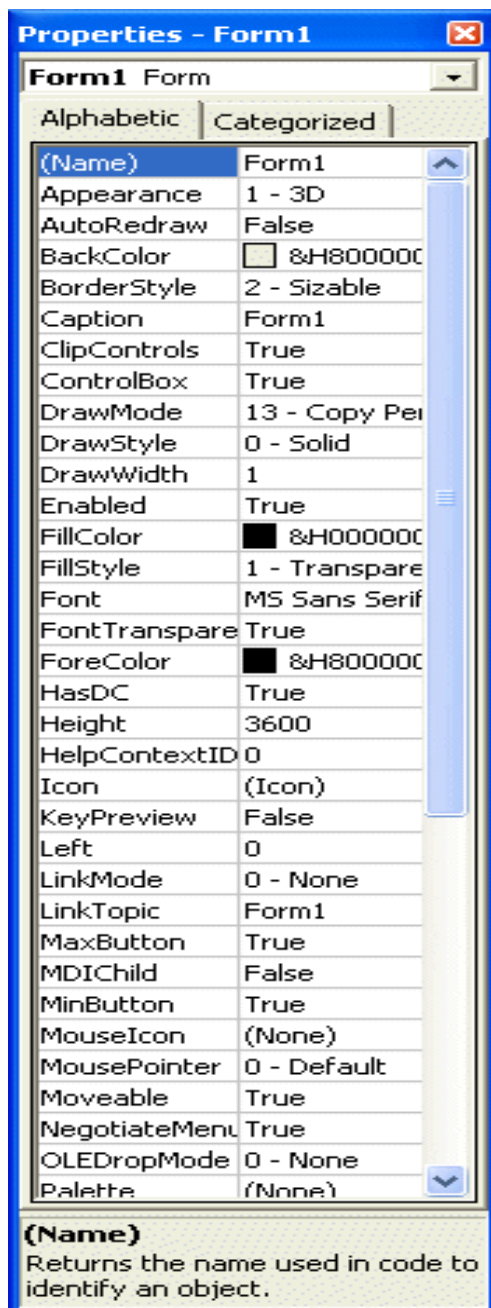 Properties - Form1
Form1 Form
Alphabetic Categorized
(Name) Form1
Appearance 1 - 3D
AutoRedraw False
BackColor &H800000
BorderStyle 2 - Sizable
Caption Form1
ClipControls True
ControlBox True
DrawMode 13 - Copy Per
DrawStyle 0 - Solid
DrawWidth 1
Enabled True
FillColor &H000000
FillStyle 1 - Transpare
Font MS Sans Serif
FontTranspare True
ForeColor &H800000
HasDC True
Height 3600
HelpContextID 0
Icon (Icon)
KeyPreview False
Left 0
LinkMode 0 - None
LinkTopic Form1
MaxButton True
MDIChild False
MinButton True
MouseIcon (None)
MousePointer 0 - Default
Moveable True
NegotiateMenu True
OLEDropMode 0 - None
Palette (None)
(Name)
Returns the name used in code to
identify an object.